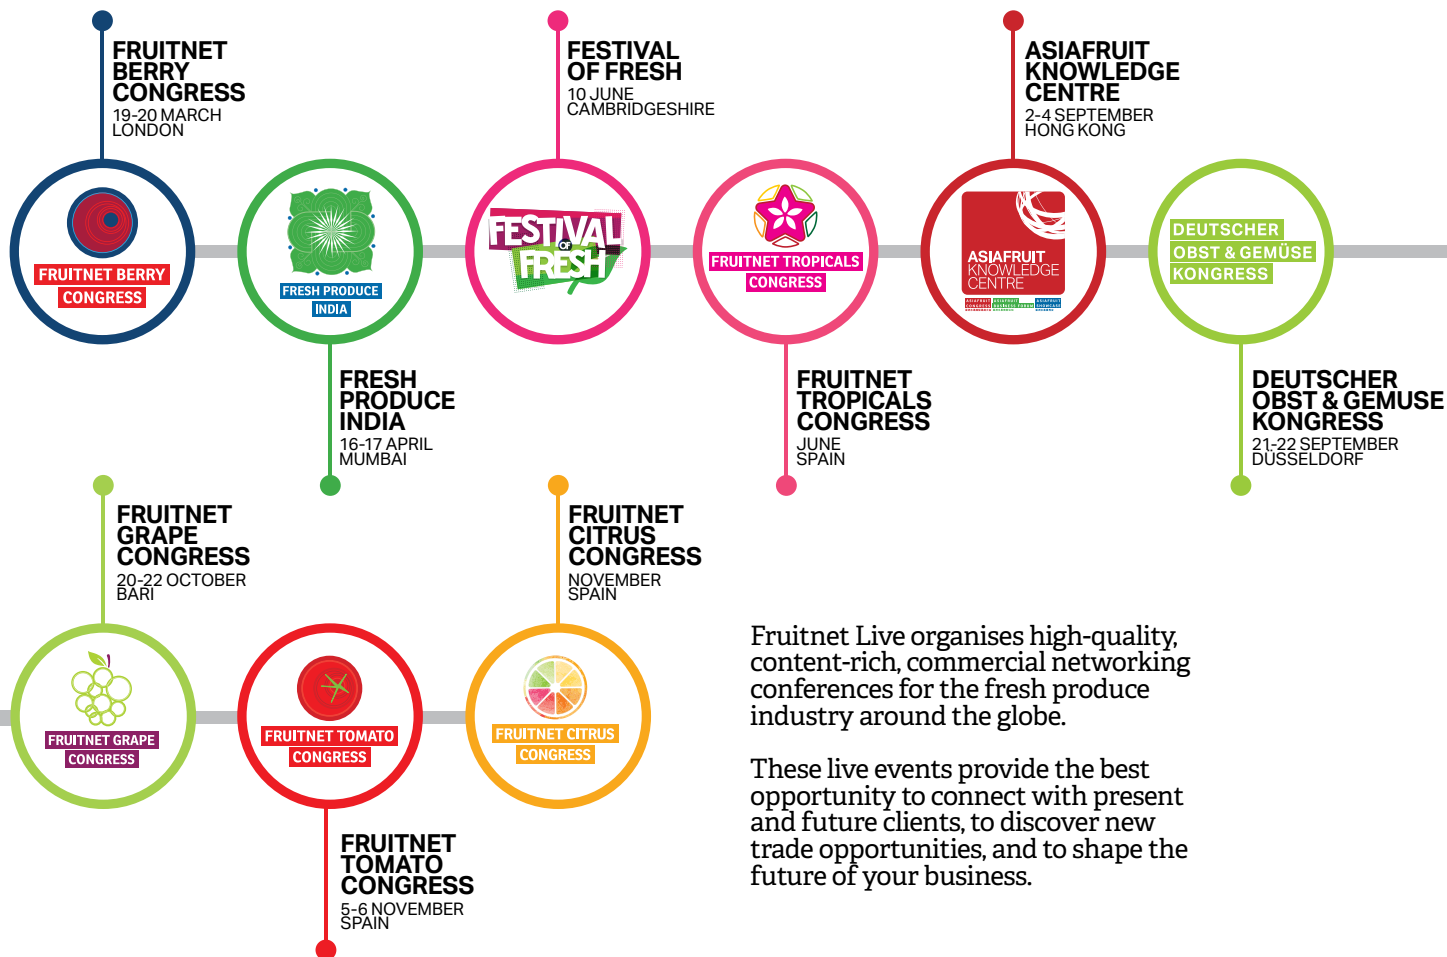 FRUITNET
BERRY
CONGRESS
19-20 MARCH
LONDON
FESTIVAL
OF FRESH
10 JUNE
CAMBRIDGESHIRE
ASIAFRUIT
KNOWLEDGE
CENTRE
2-4 SEPTEMBER
HONG KONG
FRUITNET BERRY
CONGRESS
FRESH PRODUCE
INDIA
FESTIVAL
OF
FRESH
FRUITNET TROPICALS
CONGRESS
ASIAFRUIT
KNOWLEDGE
CENTRE
ASIAFRUIT
CONGRESS
ASIAFRUIT
BUSINESS FORUM
ASIAFRUIT
SHOWCASE
DEUTSCHER
OBST & GEMÜSE
KONGRESS
FRESH
PRODUCE
INDIA
16-17 APRIL
MUMBAI
FRUITNET
TROPICALS
CONGRESS
JUNE
SPAIN
DEUTSCHER
OBST & GEMUSE
KONGRESS
21-22 SEPTEMBER
DÜSSELDORF
FRUITNET
GRAPE
CONGRESS
20-22 OCTOBER
BARI
FRUITNET
CITRUS
CONGRESS
NOVEMBER
SPAIN
FRUITNET GRAPE
CONGRESS
FRUITNET TOMATO
CONGRESS
FRUITNET CITRUS
CONGRESS
FRUITNET
TOMATO
CONGRESS
5-6 NOVEMBER
SPAIN
Fruitnet Live organises high-quality,
content-rich, commercial networking
conferences for the fresh produce
industry around the globe.
These live events provide the best
opportunity to connect with present
and future clients, to discover new
trade opportunities, and to shape the
future of your business.